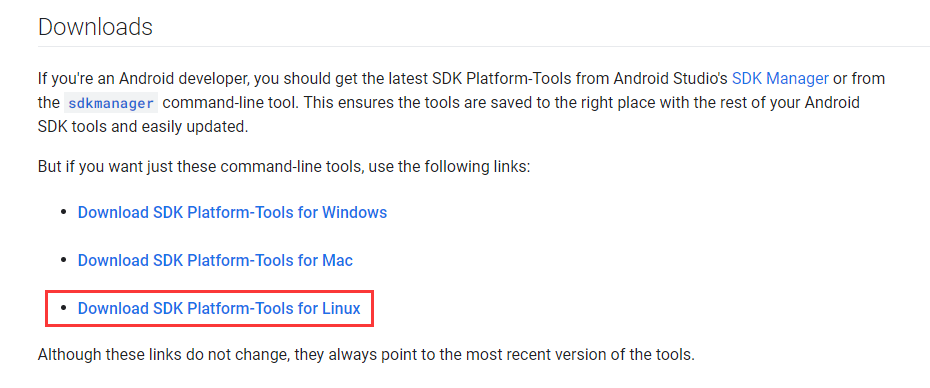 Downloads
If you're an Android developer, you should get the latest SDK Platform-Tools from Android Studio's SDK Manager or from
the sdkmanager command-line tool. This ensures the tools are saved to the right place with the rest of your Android
SDK tools and easily updated.
But if you want just these command-line tools, use the following links:
• Download SDK Platform-Tools for Windows
• Download SDK Platform-Tools for Mac
• Download SDK Platform-Tools for Linux
Although these links do not change, they always point to the most recent version of the tools.